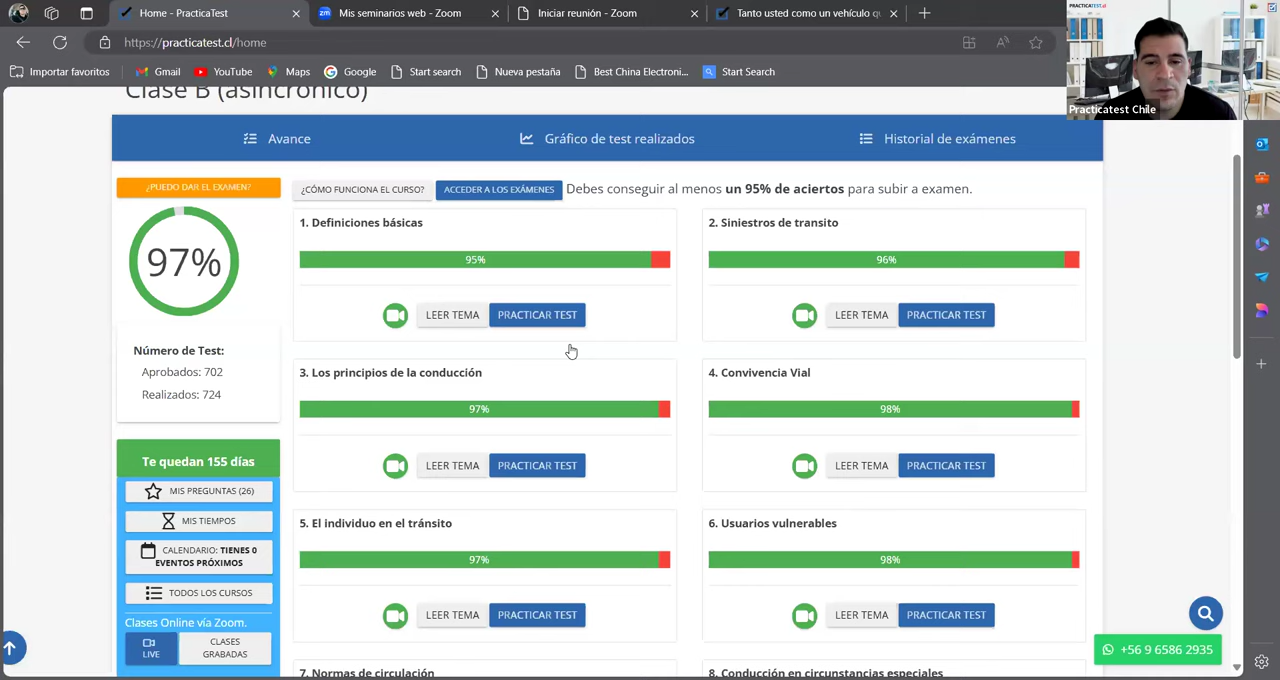 Home - PracticaTest
Mis seminarios web - Zoom
Iniciar reunión - Zoom
Tanto usted como un vehículo qu
https://practicatest.cl/home
Importar favoritos
Gmail
YouTube
Maps
Google
Start search
Nueva pestaña
Best China Electroni...
Start Search
PRACTICATEST.cl
Practicatest Chile
Clase B (asincrónico)
Avance
Gráfico de test realizados
Historial de exámenes
¿PUEDO DAR EL EXAMEN?
¿CÓMO FUNCIONA EL CURSO?
ACCEDER A LOS EXÁMENES
Debes conseguir al menos un 95% de aciertos para subir a examen.
97%
Número de Test:
Aprobados: 702
Realizados: 724
1. Definiciones básicas
95%
LEER TEMA
PRACTICAR TEST
2. Siniestros de transito
96%
LEER TEMA
PRACTICAR TEST
3. Los principios de la conducción
97%
LEER TEMA
PRACTICAR TEST
4. Convivencia Vial
98%
LEER TEMA
PRACTICAR TEST
5. El individuo en el tránsito
97%
LEER TEMA
PRACTICAR TEST
6. Usuarios vulnerables
98%
LEER TEMA
PRACTICAR TEST
7. Normas de circulación
8. Conducción en circunstancias especiales
Te quedan 155 días
MIS PREGUNTAS (26)
MIS TIEMPOS
CALENDARIO: TIENES 0
EVENTOS PRÓXIMOS
TODOS LOS CURSOS
Clases Online vía Zoom.
LIVE
CLASES
GRABADAS
+56 9 6586 2935